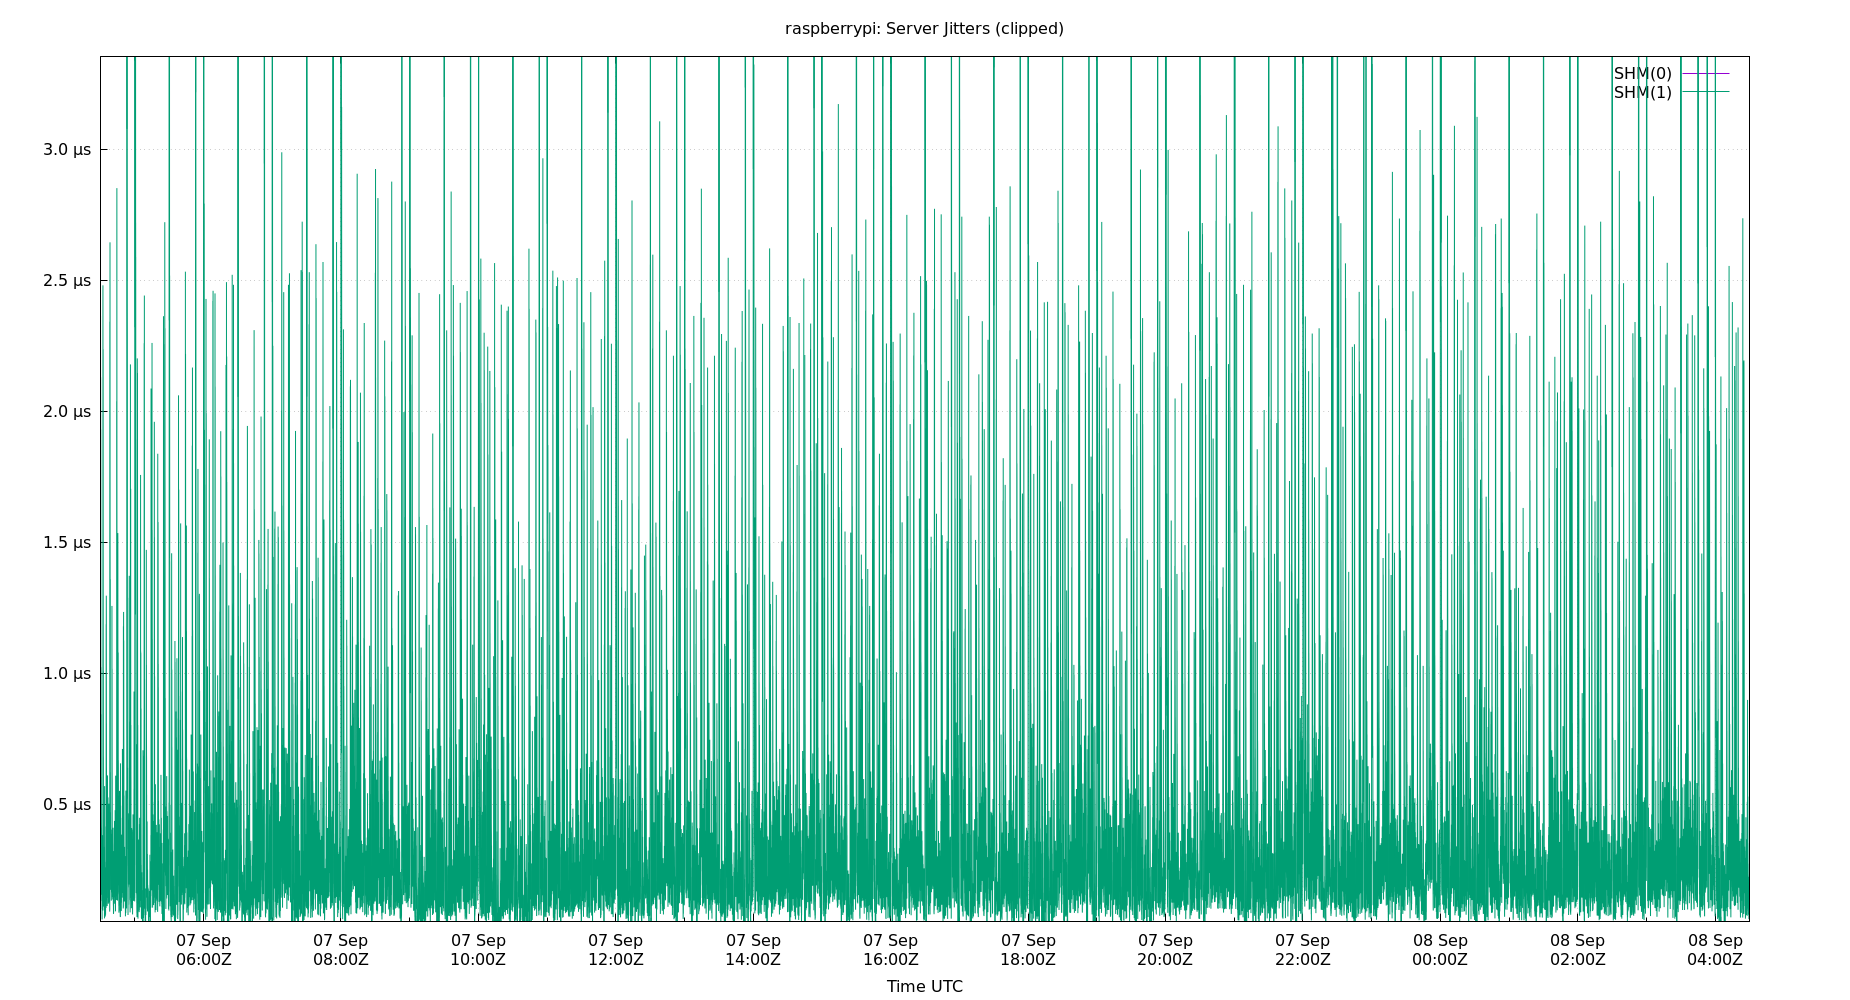 raspberrypi: Server Jitters (clipped)
SHM(0)
SHM(1)
3.0 µs
2.5 µs
2.0 µs
1.5 µs
1.0 µs
0.5 µs
07 Sep 07 Sep 07 Sep 07 Sep 07 Sep 07 Sep 07 Sep 07 Sep 07 Sep 08 Sep 08 Sep 08 Sep
06:00Z 08:00Z 10:00Z 12:00Z 14:00Z 16:00Z 18:00Z 20:00Z 22:00Z 00:00Z 02:00Z 04:00Z
Time UTC